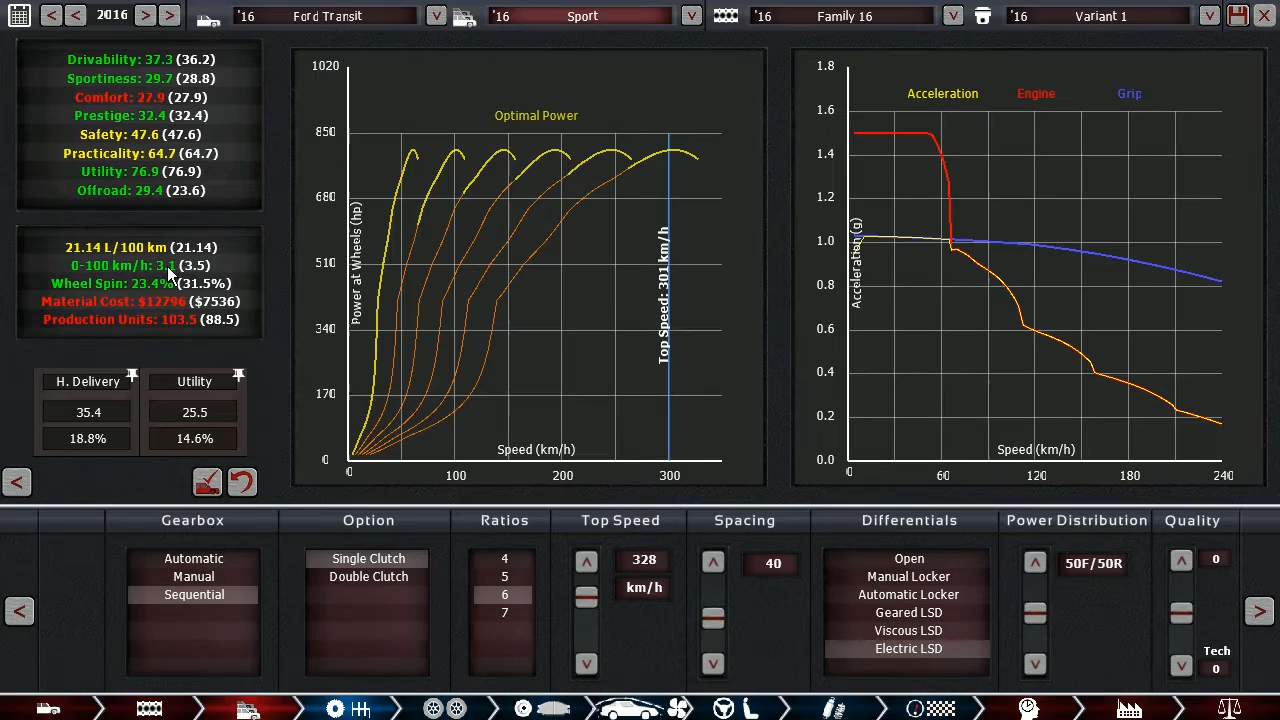 2016
'16 Ford Transit
'16 Sport
'16 Family 16
'16 Variant 1
Drivability: 37.3 (36.2)
Sportiness: 29.7 (28.8)
Comfort: 27.9 (27.9)
Prestige: 32.4 (32.4)
Safety: 47.6 (47.6)
Practicality: 64.7 (64.7)
Utility: 76.9 (76.9)
Offroad: 29.4 (23.6)
21.14 L/100 km (21.14)
0-100 km/h: 3.1 (3.5)
Wheel Spin: 23.4% (31.5%)
Material Cost: $12796 ($7536)
Production Units: 103.5 (88.5)
H. Delivery
Utility
35.4
25.5
18.8%
14.6%
1020
850
680
510
340
170
0
Optimal Power
Power at Wheels (hp)
Top Speed: 301 km/h
Speed (km/h)
0
100
200
300
1.8
1.6
1.4
1.2
1.0
0.8
0.6
0.4
0.2
0.0
Acceleration
Engine
Grip
Acceleration (g)
Speed (km/h)
0
60
120
180
240
Gearbox
Option
Ratios
Top Speed
Spacing
Differentials
Power Distribution
Quality
Automatic
Manual
Sequential
Single Clutch
Double Clutch
4
5
6
7
328
km/h
40
Open
Manual Locker
Automatic Locker
Geared LSD
Viscous LSD
Electric LSD
50F/50R
0
Tech
0